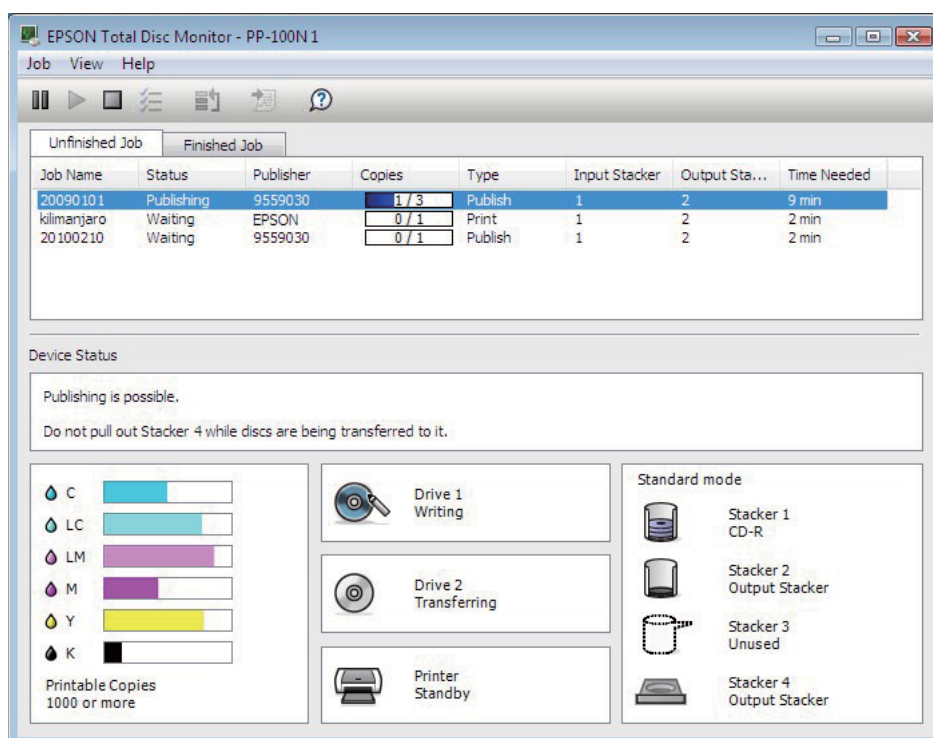 EPSON Total Disc Monitor - PP-100N 1
Job View Help
Unfinished Job Finished Job
Job Name Status Publisher Copies Type Input Stacker Output Sta... Time Needed
20090101 Publishing 9559030 1 / 3 Publish 1 2 9 min
kilimanjaro Waiting EPSON 0 / 1 Print 1 2 2 min
20100210 Waiting 9559030 0 / 1 Publish 1 2 2 min
Device Status
Publishing is possible.
Do not pull out Stacker 4 while discs are being transferred to it.
C
LC
LM
M
Y
K
Printable Copies
1000 or more
Drive 1
Writing
Drive 2
Transferring
Printer
Standby
Standard mode
Stacker 1
CD-R
Stacker 2
Output Stacker
Stacker 3
Unused
Stacker 4
Output Stacker